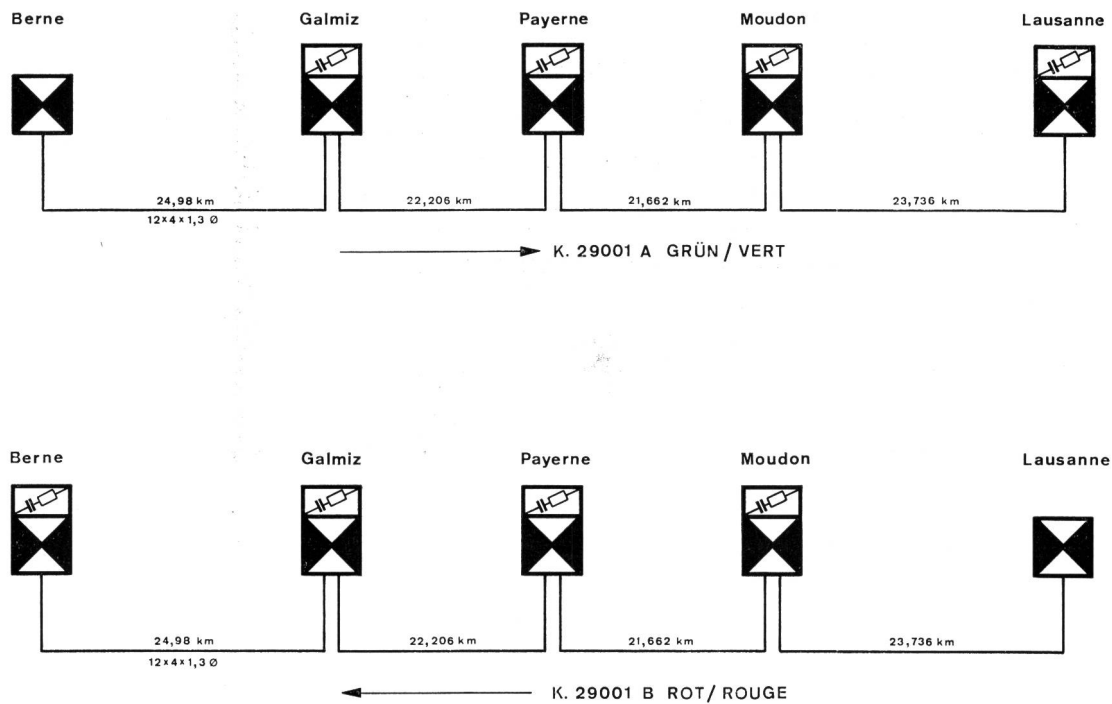 Berne Galmiz Payerne Moudon Lausanne
24,98 km 22,206 km 21,662 km 23,736 km
12×4×1,3 Ø
K. 29001 A GRÜN / VERT
Berne Galmiz Payerne Moudon Lausanne
24,98 km 22,206 km 21,662 km 23,736 km
12×4×1,3 Ø
K. 29001 B ROT / ROUGE